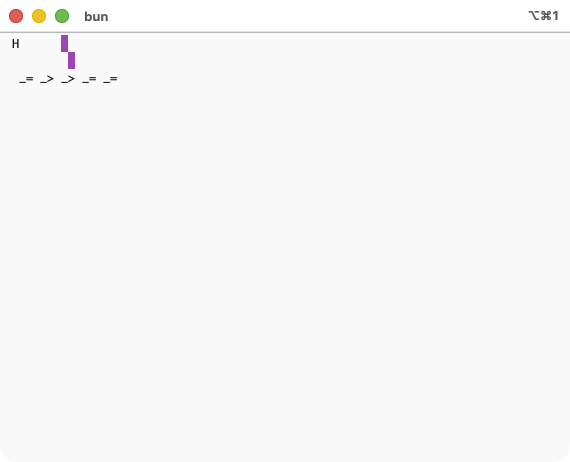 bun ⌥⌘1
H
_= _> _> _= _=